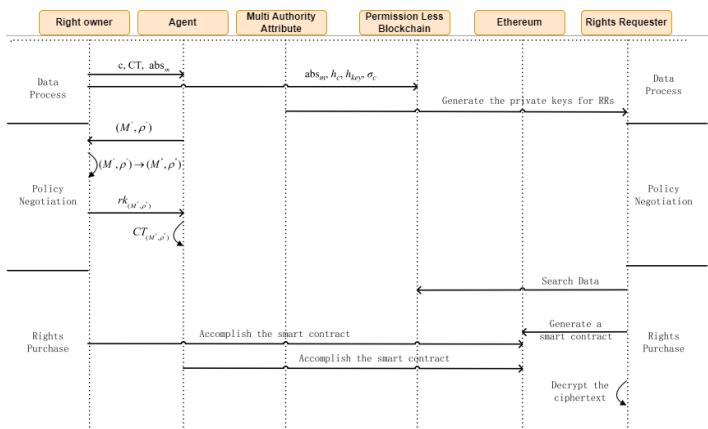 Right owner
Agent
Multi Authority
Attribute
Permission Less
Blockchain
Ethereum
Rights Requester
Data
Process
c, CT, abs_m
abs_m, h_c, h_key, σ_c
Generate the private keys for RRs
Data
Process
(M', ρ')
(M', ρ') → (M", ρ")
Policy
Negotiation
rk_(M", ρ")
CT_(M", ρ")
Policy
Negotiation
Search Data
Rights
Purchase
Accomplish the smart contract
Generate a
smart contract
Rights
Purchase
Accomplish the smart contract
Decrypt the
ciphertext